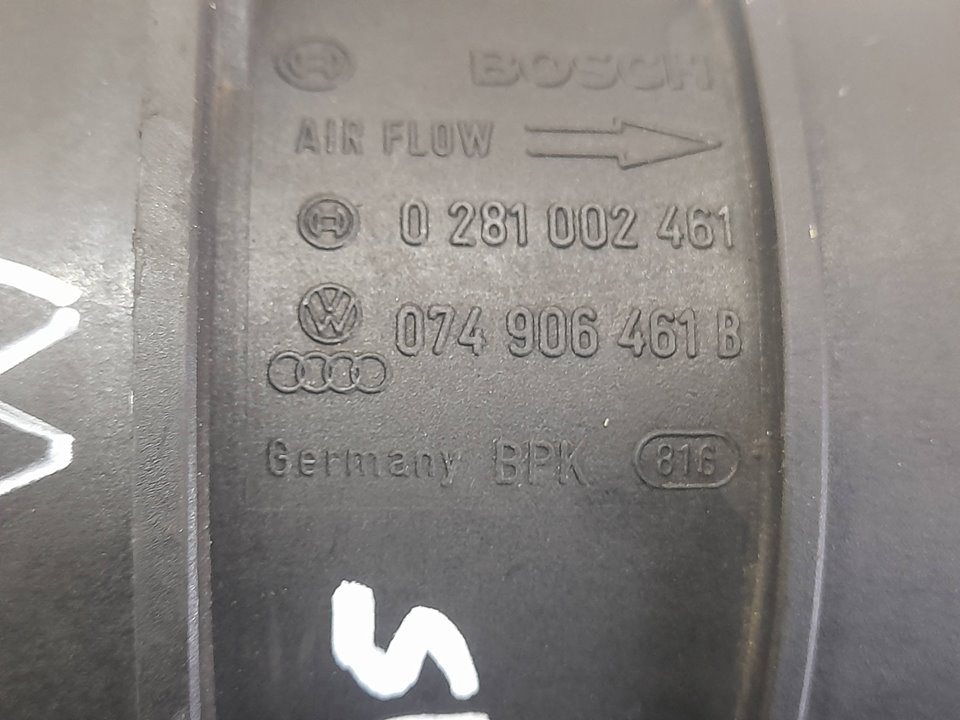 BOSCH
AIR FLOW
0 281 002 461
074 906 461 B
Germany BPK 816